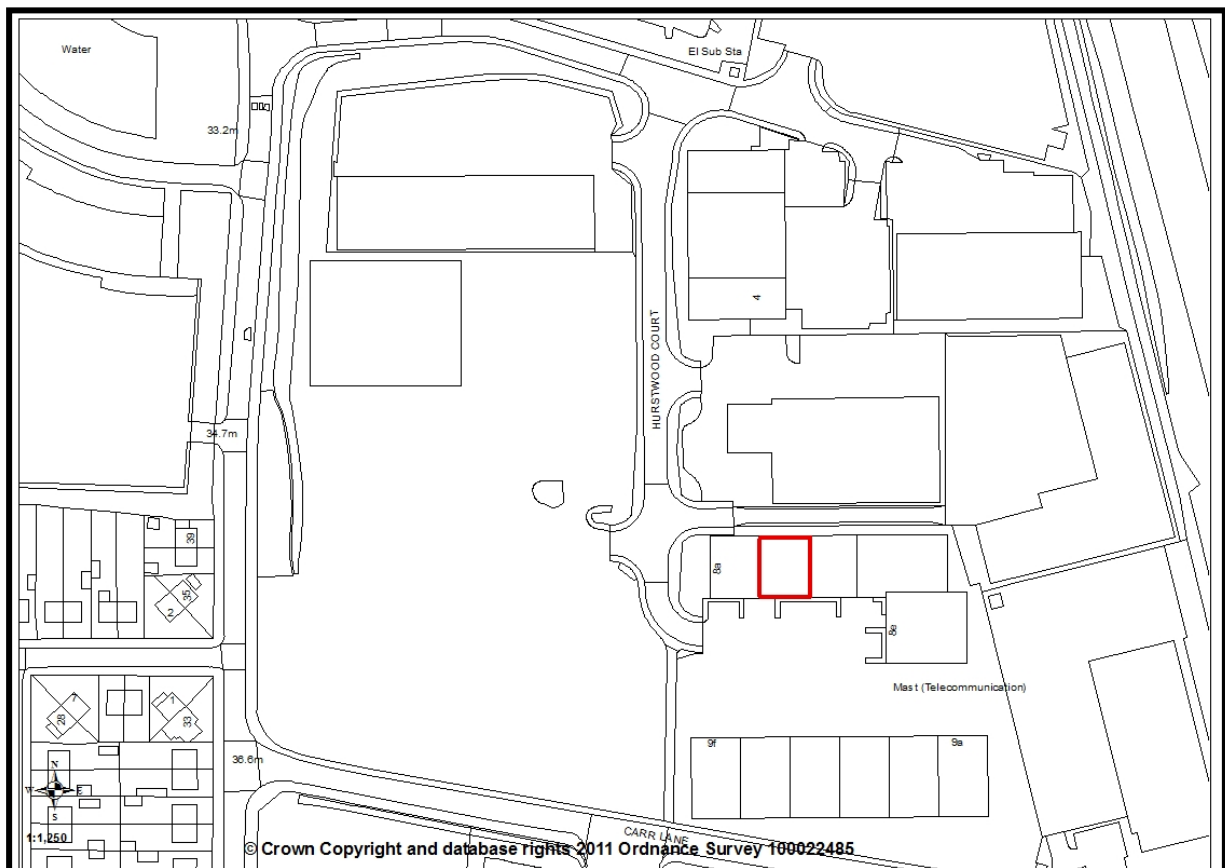 Water
El Sub Sta
33.2m
4
HURSTWOOD COURT
34.7m
39
8a
35
2
8e
Mast (Telecommunication)
7
1
28
33
9f
9a
36.6m
N
W
E
S
1:1,250
CARR LANE
© Crown Copyright and database rights 2011 Ordnance Survey 100022485